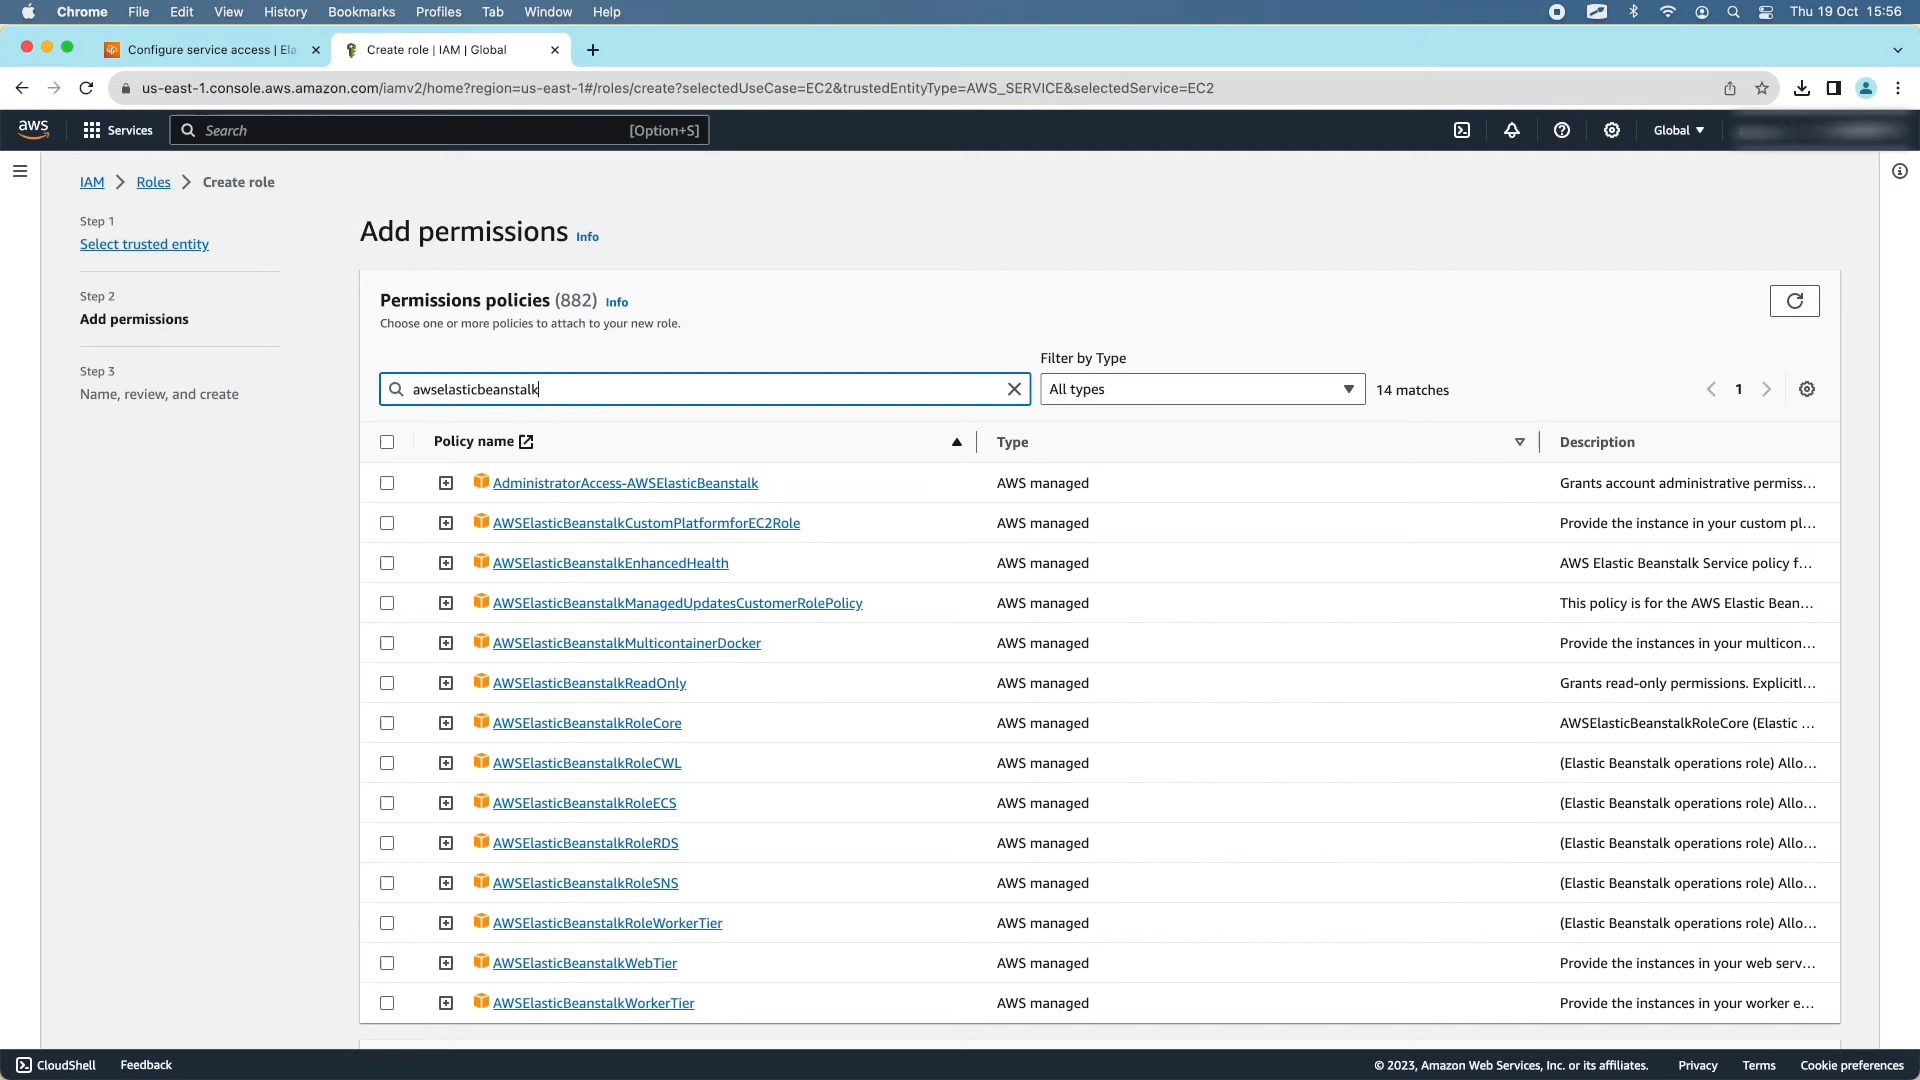 Chrome File Edit View History Bookmarks Profiles Tab Window Help Thu 19 Oct 15:56
Configure service access | Ela Create role | IAM | Global
us-east-1.console.aws.amazon.com/iamv2/home?region=us-east-1#/roles/create?selectedUseCase=EC2&trustedEntityType=AWS_SERVICE&selectedService=EC2
aws Services Search [Option+S] Global
IAM Roles Create role
Step 1
Select trusted entity
Step 2
Add permissions
Step 3
Name, review, and create
Add permissions Info
Permissions policies (882) Info
Choose one or more policies to attach to your new role.
Filter by Type
awselasticbeanstalk All types 14 matches 1
Policy name Type Description
AdministratorAccess-AWSElasticBeanstalk AWS managed Grants account administrative permiss...
AWSElasticBeanstalkCustomPlatformforEC2Role AWS managed Provide the instance in your custom pl...
AWSElasticBeanstalkEnhancedHealth AWS managed AWS Elastic Beanstalk Service policy f...
AWSElasticBeanstalkManagedUpdatesCustomerRolePolicy AWS managed This policy is for the AWS Elastic Bean...
AWSElasticBeanstalkMulticontainerDocker AWS managed Provide the instances in your multicon...
AWSElasticBeanstalkReadOnly AWS managed Grants read-only permissions. Explicitl...
AWSElasticBeanstalkRoleCore AWS managed AWSElasticBeanstalkRoleCore (Elastic ...
AWSElasticBeanstalkRoleCWL AWS managed (Elastic Beanstalk operations role) Allo...
AWSElasticBeanstalkRoleECS AWS managed (Elastic Beanstalk operations role) Allo...
AWSElasticBeanstalkRoleRDS AWS managed (Elastic Beanstalk operations role) Allo...
AWSElasticBeanstalkRoleSNS AWS managed (Elastic Beanstalk operations role) Allo...
AWSElasticBeanstalkRoleWorkerTier AWS managed (Elastic Beanstalk operations role) Allo...
AWSElasticBeanstalkWebTier AWS managed Provide the instances in your web serv...
AWSElasticBeanstalkWorkerTier AWS managed Provide the instances in your worker e...
CloudShell Feedback © 2023, Amazon Web Services, Inc. or its affiliates. Privacy Terms Cookie preferences